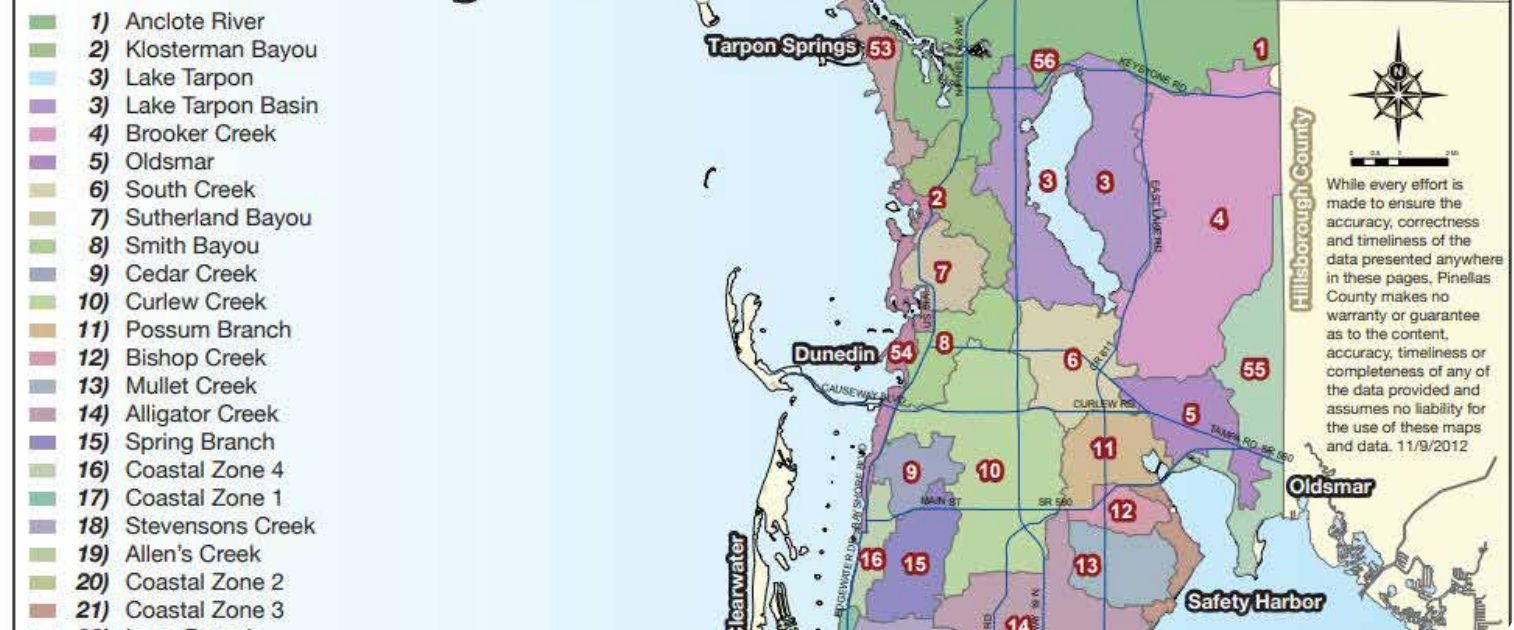 1) Anclote River
2) Klosterman Bayou
3) Lake Tarpon
3) Lake Tarpon Basin
4) Brooker Creek
5) Oldsmar
6) South Creek
7) Sutherland Bayou
8) Smith Bayou
9) Cedar Creek
10) Curlew Creek
11) Possum Branch
12) Bishop Creek
13) Mullet Creek
14) Alligator Creek
15) Spring Branch
16) Coastal Zone 4
17) Coastal Zone 1
18) Stevensons Creek
19) Allen's Creek
20) Coastal Zone 2
21) Coastal Zone 3
Tarpon Springs
53
56
1
KEYSTONE RD
2
3
3
EAST LAKE RD
4
7
Dunedin
54
8
6
55
CAUSEWAY BLVD
CURLEW RD
5
TAMPA RD, SR 580
9
10
11
MAIN ST
SR 580
12
BAYSHORE BLVD
16
15
13
EDGEWATER DR
14
RD
learwater
Oldsmar
Safety Harbor
Hillsborough County
N
While every effort is
made to ensure the
accuracy, correctness
and timeliness of the
data presented anywhere
in these pages, Pinellas
County makes no
warranty or guarantee
as to the content,
accuracy, timeliness or
completeness of any of
the data provided and
assumes no liability for
the use of these maps
and data. 11/9/2012